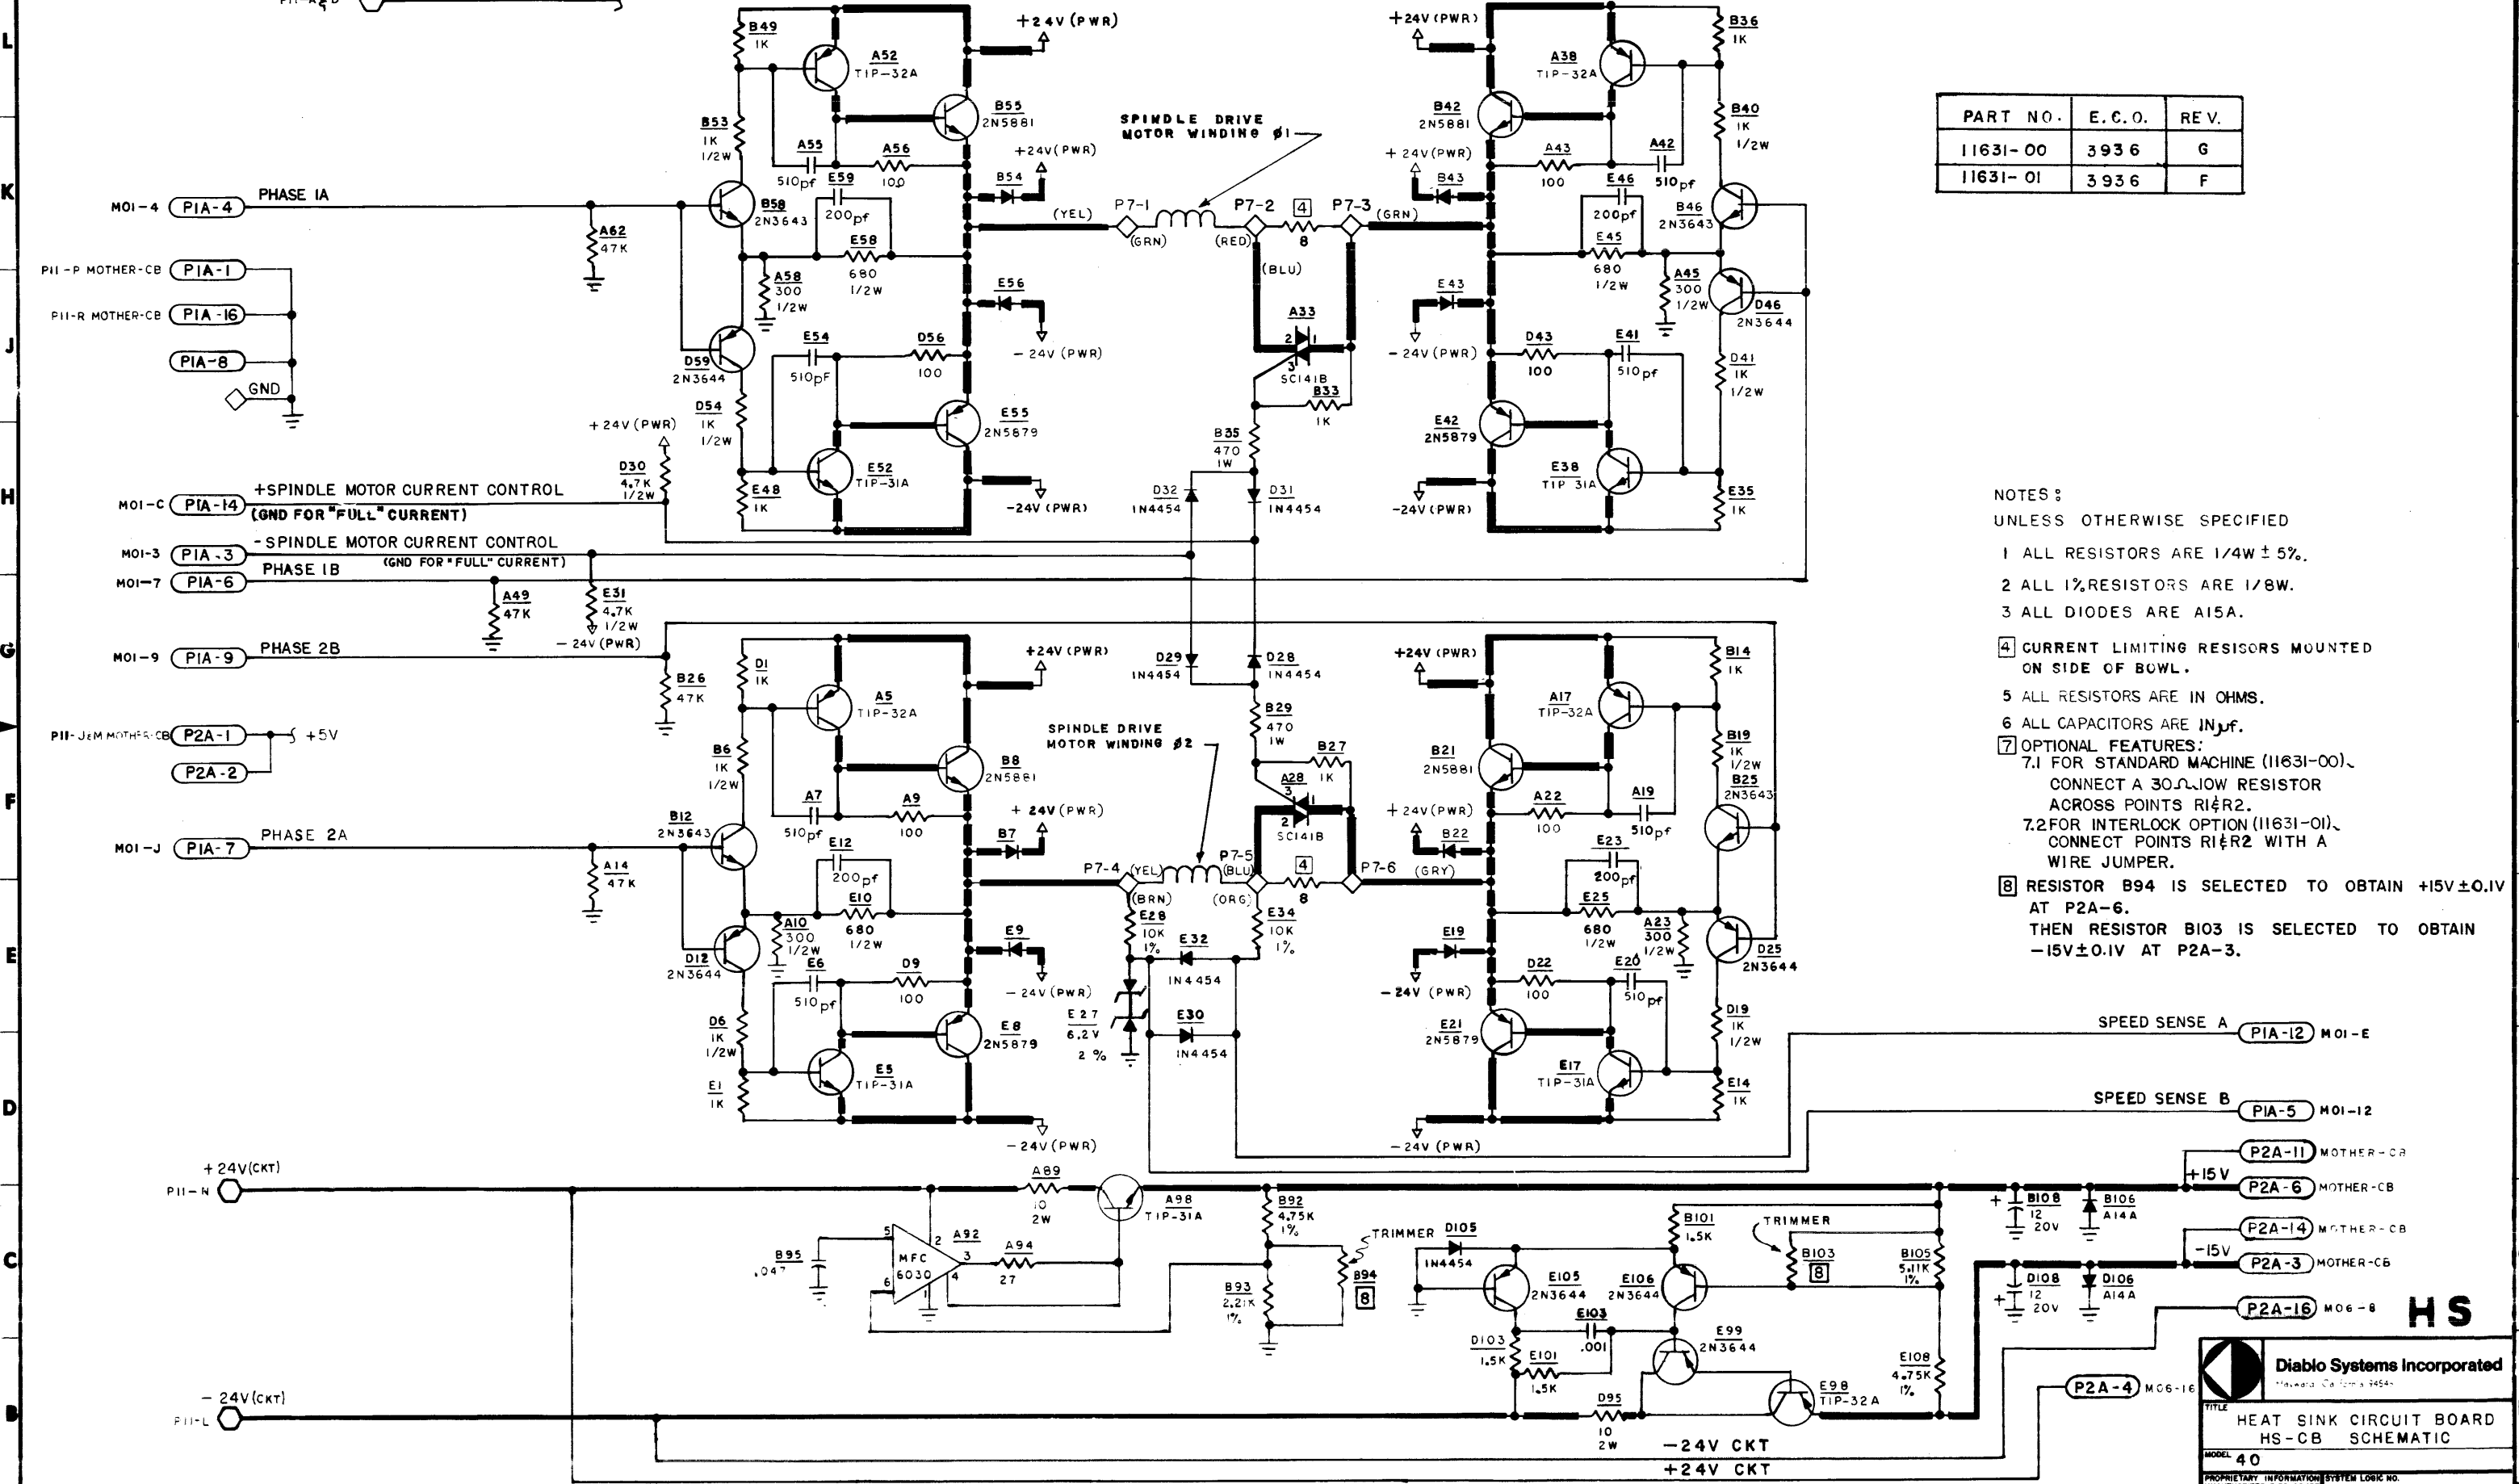 L
B49
1K
A52
TIP-32A
+24V (PWR)
B55
2N5881
B53
1K
1/2W
A55
510pf
A56
100
+24V(PWR)
B54
E59
200pf
E58
680
1/2W
SPINDLE DRIVE
MOTOR WINDING ø1
+24V (PWR)
A38
TIP-32A
B36
1K
B42
2N5881
B40
1K
1/2W
A43
100
A42
510pf
+24V(PWR)
B43
E46
200pf
E45
680
1/2W
B46
2N3643
PART NO. E.C.O. REV.
11631-00 3936 G
11631-01 3936 F
K
M01-4 P1A-4 PHASE 1A
B58
2N3643
A62
47K
(YEL)
P7-1
(GRN)
P7-2
(RED)
4
8
P7-3
(GRN)
(BLU)
P11-P MOTHER-CB P1A-1
P11-R MOTHER-CB P1A-16
P1A-8
GND
A58
300
1/2W
E56
-24V (PWR)
A33
2
1
3
SC141B
B33
1K
E43
-24V (PWR)
A45
300
1/2W
D46
2N3644
J
D59
2N3644
E54
510pF
D56
100
D54
1K
1/2W
E55
2N5879
D43
100
E41
510pf
D41
1K
1/2W
E42
2N5879
+24V(PWR)
D30
4.7K
1/2W
E52
TIP-31A
E48
1K
-24V (PWR)
B35
470
1W
D32
1N4454
D31
1N4454
-24V(PWR)
E38
TIP 31A
E35
1K
H
M01-C P1A-14 +SPINDLE MOTOR CURRENT CONTROL
(GND FOR "FULL" CURRENT)
M01-3 P1A-3 -SPINDLE MOTOR CURRENT CONTROL
(GND FOR "FULL" CURRENT)
M01-7 P1A-6 PHASE 1B
A49
47K
E31
4.7K
1/2W
-24V(PWR)
NOTES:
UNLESS OTHERWISE SPECIFIED
1 ALL RESISTORS ARE 1/4W ± 5%.
2 ALL 1% RESISTORS ARE 1/8W.
3 ALL DIODES ARE A15A.
4 CURRENT LIMITING RESISORS MOUNTED
ON SIDE OF BOWL.
5 ALL RESISTORS ARE IN OHMS.
6 ALL CAPACITORS ARE IN µf.
7 OPTIONAL FEATURES:
7.1 FOR STANDARD MACHINE (11631-00),
CONNECT A 30Ω,10W RESISTOR
ACROSS POINTS R1&R2.
7.2 FOR INTERLOCK OPTION (11631-01),
CONNECT POINTS R1&R2 WITH A
WIRE JUMPER.
8 RESISTOR B94 IS SELECTED TO OBTAIN +15V±0.1V
AT P2A-6.
THEN RESISTOR B103 IS SELECTED TO OBTAIN
-15V±0.1V AT P2A-3.
G
M01-9 P1A-9 PHASE 2B
B26
47K
D1
1K
A5
TIP-32A
+24V (PWR)
D29
1N4454
D28
1N4454
+24V (PWR)
A17
TIP-32A
B14
1K
P11-J&M MOTHER-CB P2A-1
+5V
P2A-2
B6
1K
1/2W
B8
2N5881
SPINDLE DRIVE
MOTOR WINDING ø2
B29
470
1W
B27
1K
A28
3
1
2
SC141B
B21
2N5881
B19
1K
1/2W
B25
2N3643
F
A7
510pf
A9
100
+24V (PWR)
B7
+24V(PWR)
B22
A22
100
A19
510pf
M01-J P1A-7 PHASE 2A
B12
2N3643
A14
47K
E12
200pf
E10
680
1/2W
P7-4
(YEL)
(BRN)
P7-5
(BLU)
(ORG)
4
8
P7-6
(GRY)
E23
200pf
E25
680
1/2W
A23
300
1/2W
D25
2N3644
E
A10
300
1/2W
D12
2N3644
E9
-24V (PWR)
E28
10K
1%
E34
10K
1%
E32
1N4454
E19
-24V (PWR)
E6
510pf
D9
100
E27
6.2V
2%
E30
1N4454
D22
100
E20
510pf
D6
1K
1/2W
E8
2N5879
E21
2N5879
D19
1K
1/2W
E5
TIP-31A
E1
1K
E17
TIP-31A
E14
1K
SPEED SENSE A P1A-12 M01-E
D
SPEED SENSE B P1A-5 M01-12
-24V(PWR)
-24V (PWR)
+24V(CKT)
P11-N
A89
10
2W
A98
TIP-31A
B92
4.75K
1%
P2A-11 MOTHER-CB
+15V
P2A-6 MOTHER-CB
P2A-14 MOTHER-CB
-15V
P2A-3 MOTHER-CB
P2A-16 M06-8
C
B95
.047
A92
MFC
6030
5
2
3
4
6
1
A94
27
B93
2.21K
1%
TRIMMER
B94
8
D105
1N4454
E105
2N3644
E106
2N3644
B101
1.5K
TRIMMER
B103
8
B105
5.11K
1%
+
B108
12
20V
B106
A14A
D108
12
20V
+
D106
A14A
HS
E103
.001
D103
1.5K
E101
1.5K
E99
2N3644
D95
10
2W
E98
TIP-32A
E108
4.75K
1%
P2A-4 M06-16
B
-24V(CKT)
P11-L
-24V CKT
+24V CKT
Diablo Systems Incorporated
TITLE
HEAT SINK CIRCUIT BOARD
HS-CB SCHEMATIC
MODEL 40
PROPRIETARY INFORMATION SYSTEM LOGIC NO.